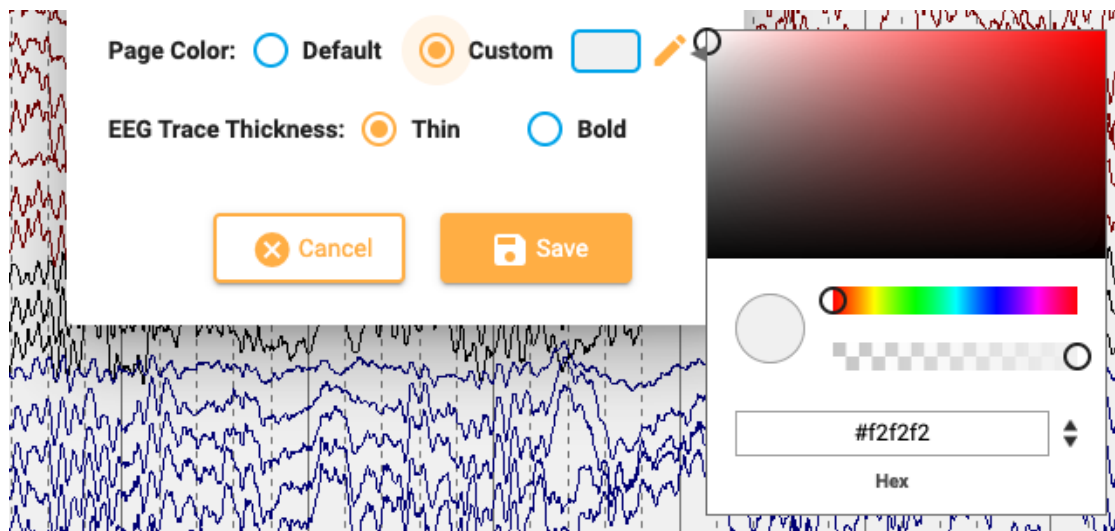 Page Color: Default Custom
EEG Trace Thickness: Thin Bold
Cancel Save
#f2f2f2
Hex